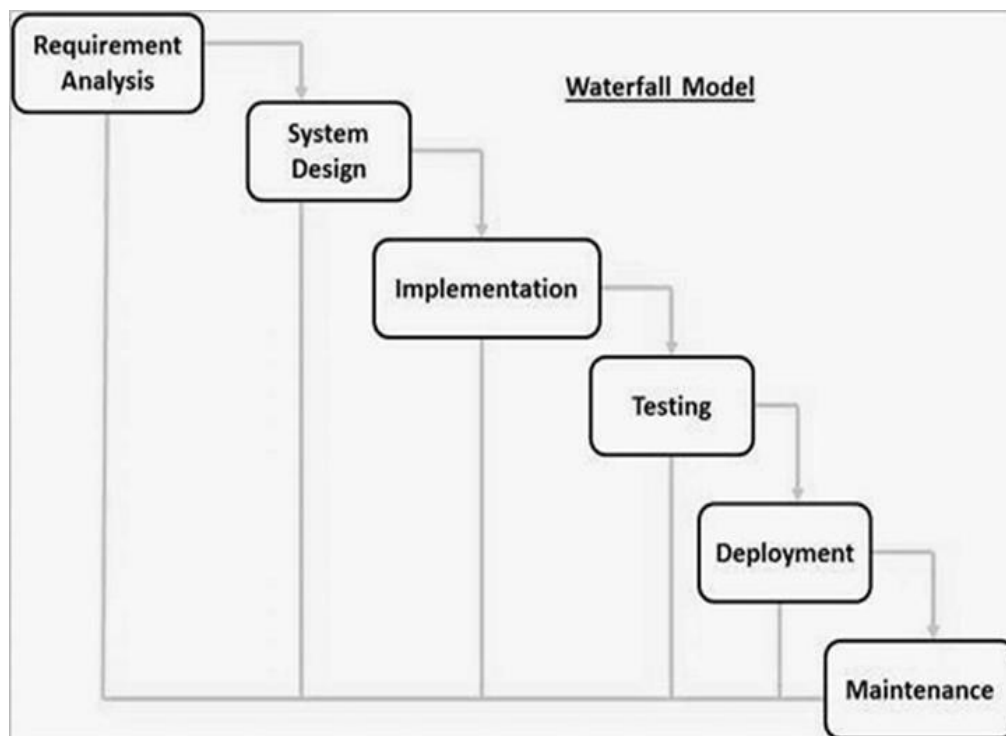 Requirement
Analysis
Waterfall Model
System
Design
Implementation
Testing
Deployment
Maintenance